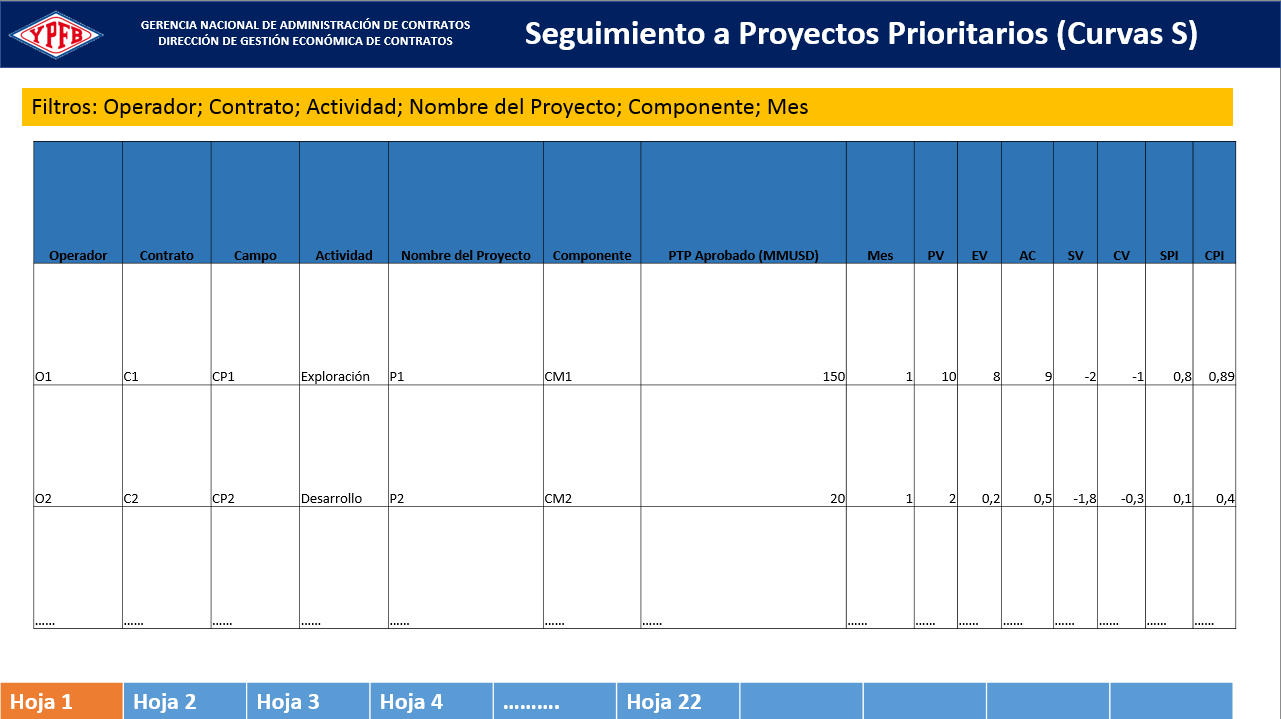 YPFB
GERENCIA NACIONAL DE ADMINISTRACIÓN DE CONTRATOS
DIRECCIÓN DE GESTIÓN ECONÓMICA DE CONTRATOS
Seguimiento a Proyectos Prioritarios (Curvas S)
Filtros: Operador; Contrato; Actividad; Nombre del Proyecto; Componente; Mes
Operador Contrato Campo Actividad Nombre del Proyecto Componente PTP Aprobado (MMUSD) Mes PV EV AC SV CV SPI CPI
O1 C1 CP1 Exploración P1 CM1 150 1 10 8 9 -2 -1 0,8 0,89
O2 C2 CP2 Desarrollo P2 CM2 20 1 2 0,2 0,5 -1,8 -0,3 0,1 0,4
...... ...... ...... ...... ...... ...... ...... ...... ...... ...... ...... ...... ...... ...... ......
Hoja 1 Hoja 2 Hoja 3 Hoja 4 .......... Hoja 22